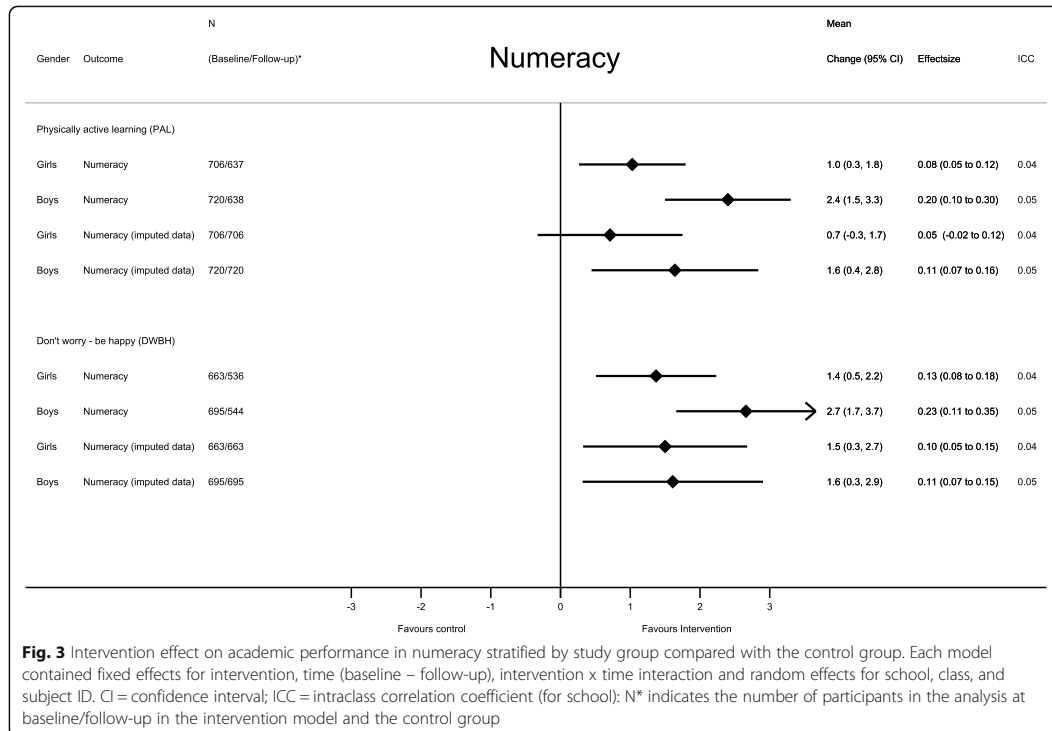 N Mean
Gender Outcome (Baseline/Follow-up)* Numeracy Change (95% CI) Effectsize ICC
Physically active learning (PAL)
Girls Numeracy 706/637 1.0 (0.3, 1.8) 0.08 (0.05 to 0.12) 0.04
Boys Numeracy 720/638 2.4 (1.5, 3.3) 0.20 (0.10 to 0.30) 0.05
Girls Numeracy (imputed data) 706/706 0.7 (-0.3, 1.7) 0.05 (-0.02 to 0.12) 0.04
Boys Numeracy (imputed data) 720/720 1.6 (0.4, 2.8) 0.11 (0.07 to 0.16) 0.05
Don't worry - be happy (DWBH)
Girls Numeracy 663/536 1.4 (0.5, 2.2) 0.13 (0.08 to 0.18) 0.04
Boys Numeracy 695/544 2.7 (1.7, 3.7) 0.23 (0.11 to 0.35) 0.05
Girls Numeracy (imputed data) 663/663 1.5 (0.3, 2.7) 0.10 (0.05 to 0.15) 0.04
Boys Numeracy (imputed data) 695/695 1.6 (0.3, 2.9) 0.11 (0.07 to 0.15) 0.05
-3 -2 -1 0 1 2 3
Favours control Favours Intervention
Fig. 3 Intervention effect on academic performance in numeracy stratified by study group compared with the control group. Each model
contained fixed effects for intervention, time (baseline – follow-up), intervention x time interaction and random effects for school, class, and
subject ID. CI = confidence interval; ICC = intraclass correlation coefficient (for school): N* indicates the number of participants in the analysis at
baseline/follow-up in the intervention model and the control group